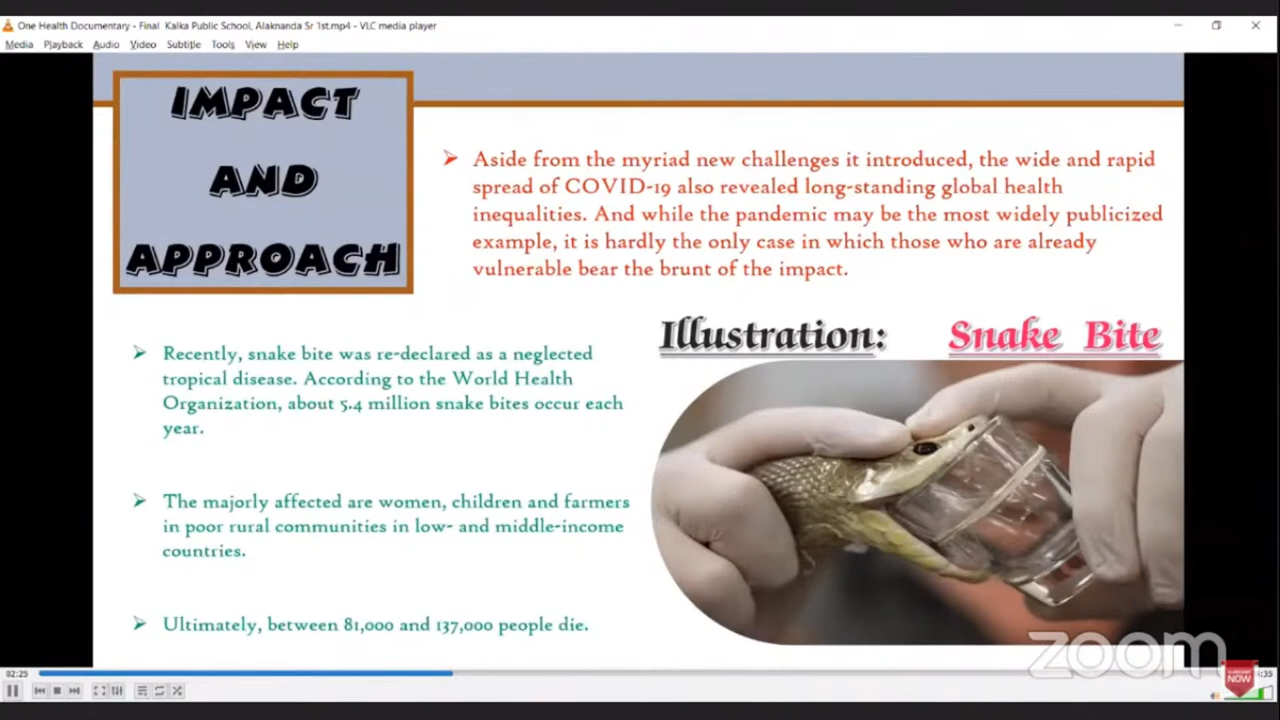 One Health Documentary - Final Kalka Public School, Alaknanda Sr 1st.mp4 - VLC media player
Media Playback Audio Video Subtitle Tools View Help
IMPACT
AND
APPROACH
Aside from the myriad new challenges it introduced, the wide and rapid
spread of COVID-19 also revealed long-standing global health
inequalities. And while the pandemic may be the most widely publicized
example, it is hardly the only case in which those who are already
vulnerable bear the brunt of the impact.
Illustration: Snake Bite
Recently, snake bite was re-declared as a neglected
tropical disease. According to the World Health
Organization, about 5.4 million snake bites occur each
year.
The majorly affected are women, children and farmers
in poor rural communities in low- and middle-income
countries.
Ultimately, between 81,000 and 137,000 people die.
zoom
02:25
NOW